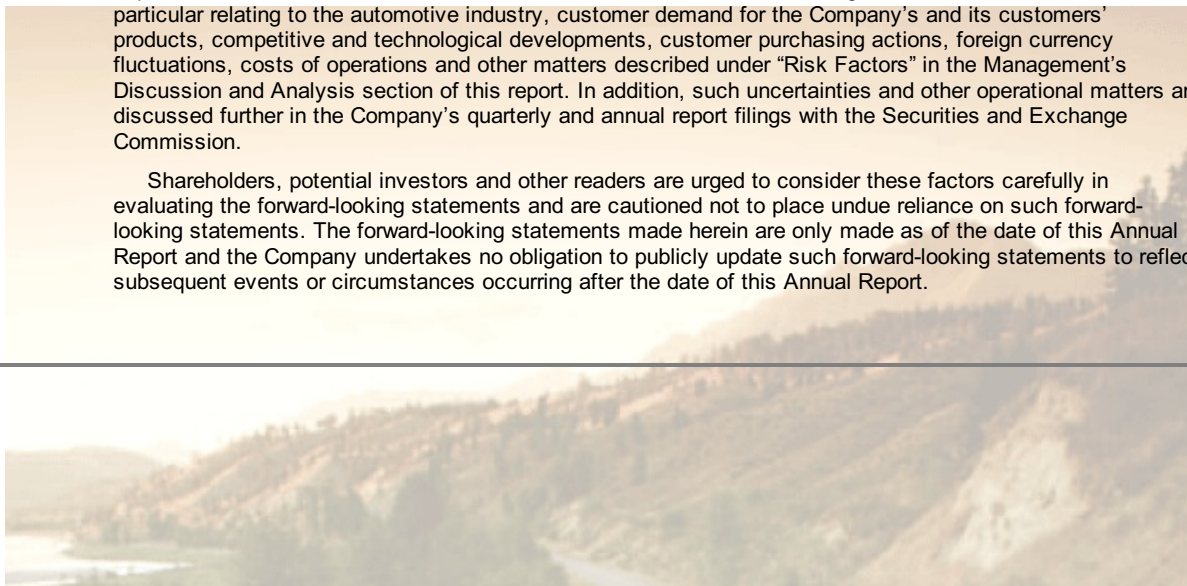 particular relating to the automotive industry, customer demand for the Company’s and its customers’
products, competitive and technological developments, customer purchasing actions, foreign currency
fluctuations, costs of operations and other matters described under “Risk Factors” in the Management’s
Discussion and Analysis section of this report. In addition, such uncertainties and other operational matters ar
discussed further in the Company’s quarterly and annual report filings with the Securities and Exchange
Commission.
Shareholders, potential investors and other readers are urged to consider these factors carefully in
evaluating the forward-looking statements and are cautioned not to place undue reliance on such forward-
looking statements. The forward-looking statements made herein are only made as of the date of this Annual
Report and the Company undertakes no obligation to publicly update such forward-looking statements to reflec
subsequent events or circumstances occurring after the date of this Annual Report.